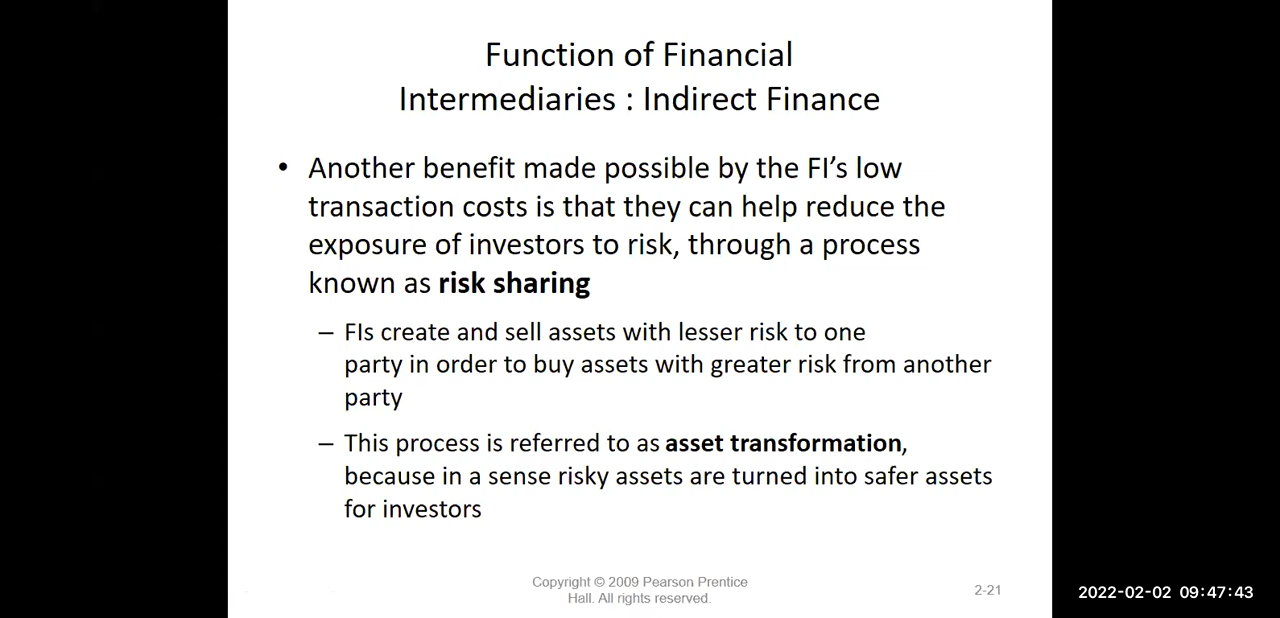 Function of Financial
Intermediaries : Indirect Finance
• Another benefit made possible by the FI’s low
transaction costs is that they can help reduce the
exposure of investors to risk, through a process
known as risk sharing
– FIs create and sell assets with lesser risk to one
party in order to buy assets with greater risk from another
party
– This process is referred to as asset transformation,
because in a sense risky assets are turned into safer assets
for investors
Copyright © 2009 Pearson Prentice
Hall. All rights reserved.
2-21
2022-02-02 09:47:43